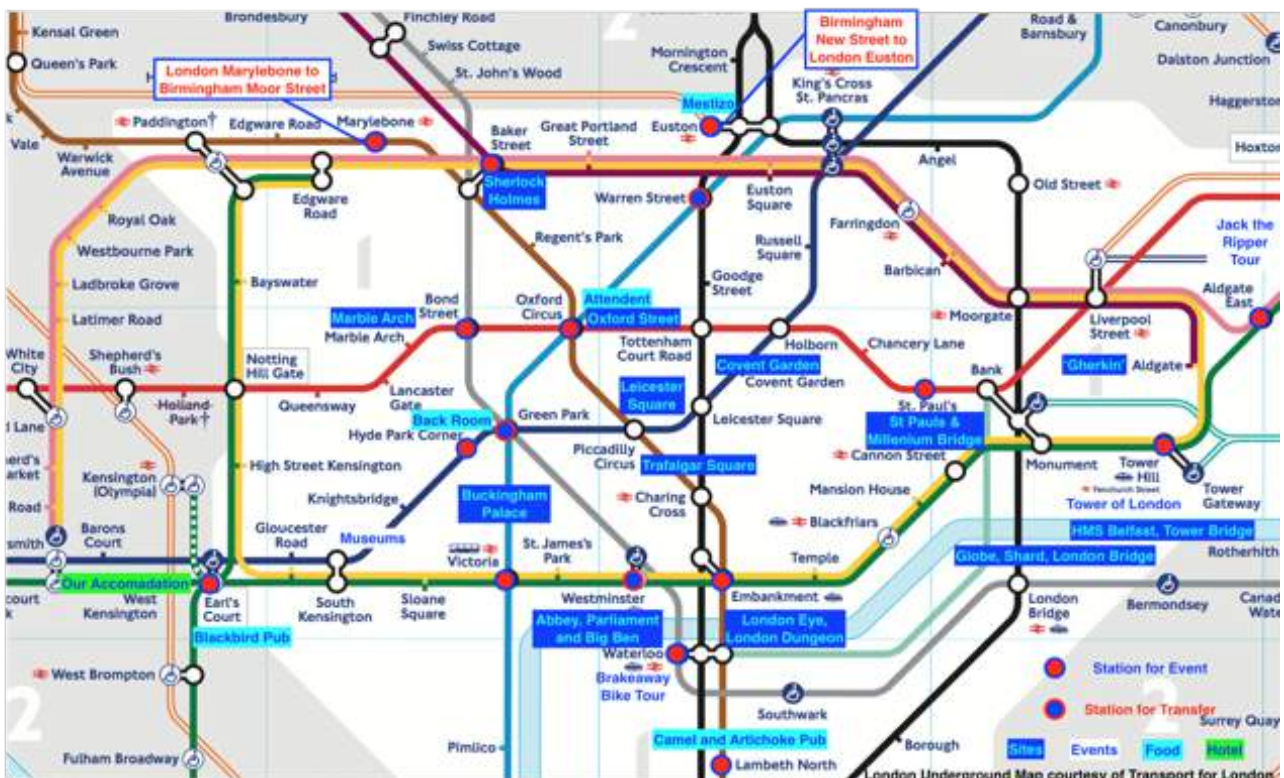 Brondesbury
Finchley Road
Swiss Cottage
St. John's Wood
Kensal Green
Queen's Park
London Marylebone to
Birmingham Moor Street
Mornington
Crescent
Birmingham
New Street to
London Euston
Road &
Barnsbury
Canonbury
Dalston Junction
King's Cross
St. Pancras
Haggerston
Hoxton
Mestizo
Euston
Paddington†
Edgware Road
Marylebone
Baker
Street
Great Portland
Street
Vale
Warwick
Avenue
Angel
Old Street
Edgware
Road
Sherlock
Holmes
Warren Street
Euston
Square
Farringdon
Royal Oak
Westbourne Park
Ladbroke Grove
Latimer Road
Regent's Park
Russell
Square
Barbican
Jack the
Ripper
Tour
Bayswater
Goodge
Street
Aldgate
East
Marble Arch
Bond
Street
Oxford
Circus
Attendent
Oxford Street
Marble Arch
Tottenham
Court Road
Holborn
Moorgate
Liverpool
Street
Chancery Lane
White
City
Shepherd's
Bush
Notting
Hill Gate
Covent Garden
Covent Garden
Bank
'Gherkin'
Aldgate
Holland
Park†
Queensway
Lancaster
Gate
Leicester
Square
Leicester Square
St. Paul's
St Pauls &
Millenium Bridge
Back Room
Green Park
Hyde Park Corner
Lane
Piccadilly
Circus
Cannon Street
Monument
Tower
Hill
Fenchurch Street
Tower
Gateway
Kensington
(Olympia)
High Street Kensington
Trafalgar Square
Road
Knightsbridge
Buckingham
Palace
Charing
Cross
Mansion House
Tower of London
Barons
Court
Gloucester
Road
Museums
Victoria
St. James's
Park
Blackfriars
HMS Belfast, Tower Bridge
Globe, Shard, London Bridge
Temple
Our Accomadation
West
Kensington
Earl's
Court
South
Kensington
Sloane
Square
Westminster
Embankment
London
Bridge
Bermondsey
Blackbird Pub
Abbey, Parliament
and Big Ben
London Eye,
London Dungeon
Waterloo
Brakeaway
Bike Tour
West Brompton
Southwark
Station for Event
Station for Transfer
Surrey Quay
Pimlico
Camel and Artichoke Pub
Borough
Sites
Events
Food
Hotel
Fulham Broadway
Lambeth North
London Underground Map courtesy of Transport for London
2
1
2
2